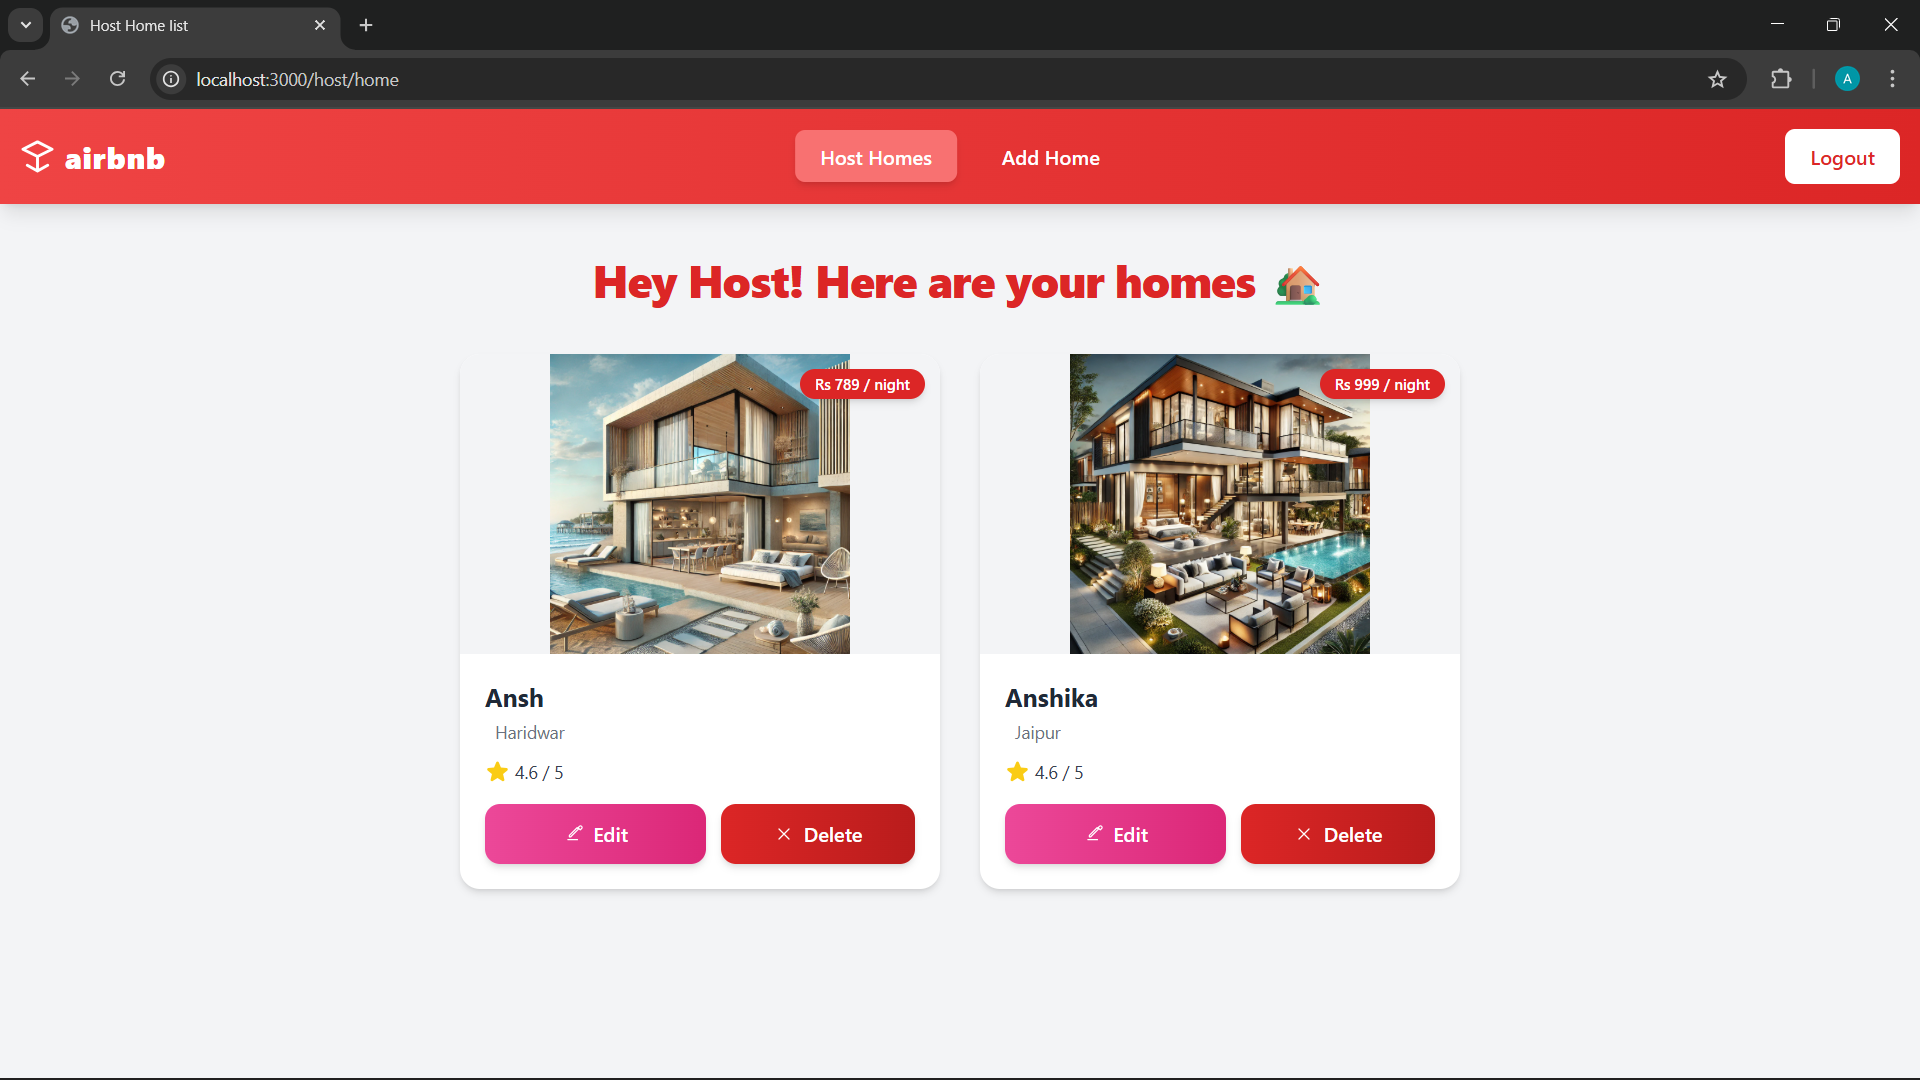 Host Home list
localhost:3000/host/home
A
airbnb
Host Homes
Add Home
Logout
Hey Host! Here are your homes
Rs 789 / night
Ansh
Haridwar
4.6 / 5
Edit
Delete
Rs 999 / night
Anshika
Jaipur
4.6 / 5
Edit
Delete